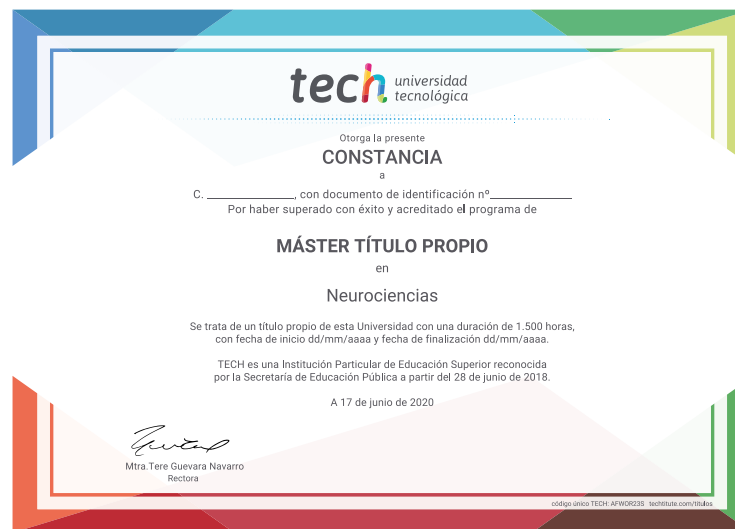 tech universidad
tecnológica
Otorga la presente
CONSTANCIA
a
C. ________________, con documento de identificación nº______________
Por haber superado con éxito y acreditado el programa de
MÁSTER TÍTULO PROPIO
en
Neurociencias
Se trata de un título propio de esta Universidad con una duración de 1.500 horas,
con fecha de inicio dd/mm/aaaa y fecha de finalización dd/mm/aaaa.
TECH es una Institución Particular de Educación Superior reconocida
por la Secretaría de Educación Pública a partir del 28 de junio de 2018.
A 17 de junio de 2020
Mtra.Tere Guevara Navarro
Rectora
código único TECH: AFWOR23S techtitute.com/titulos